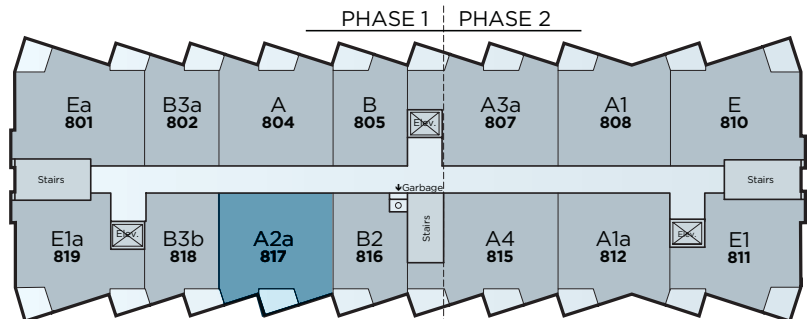 PHASE 1
PHASE 2
Ea
801
B3a
802
A
804
B
805
Elev.
A3a
807
A1
808
E
810
Stairs
Stairs
Garbage
E1a
819
Elev.
B3b
818
A2a
817
B2
816
Stairs
A4
815
A1a
812
Elev.
E1
811